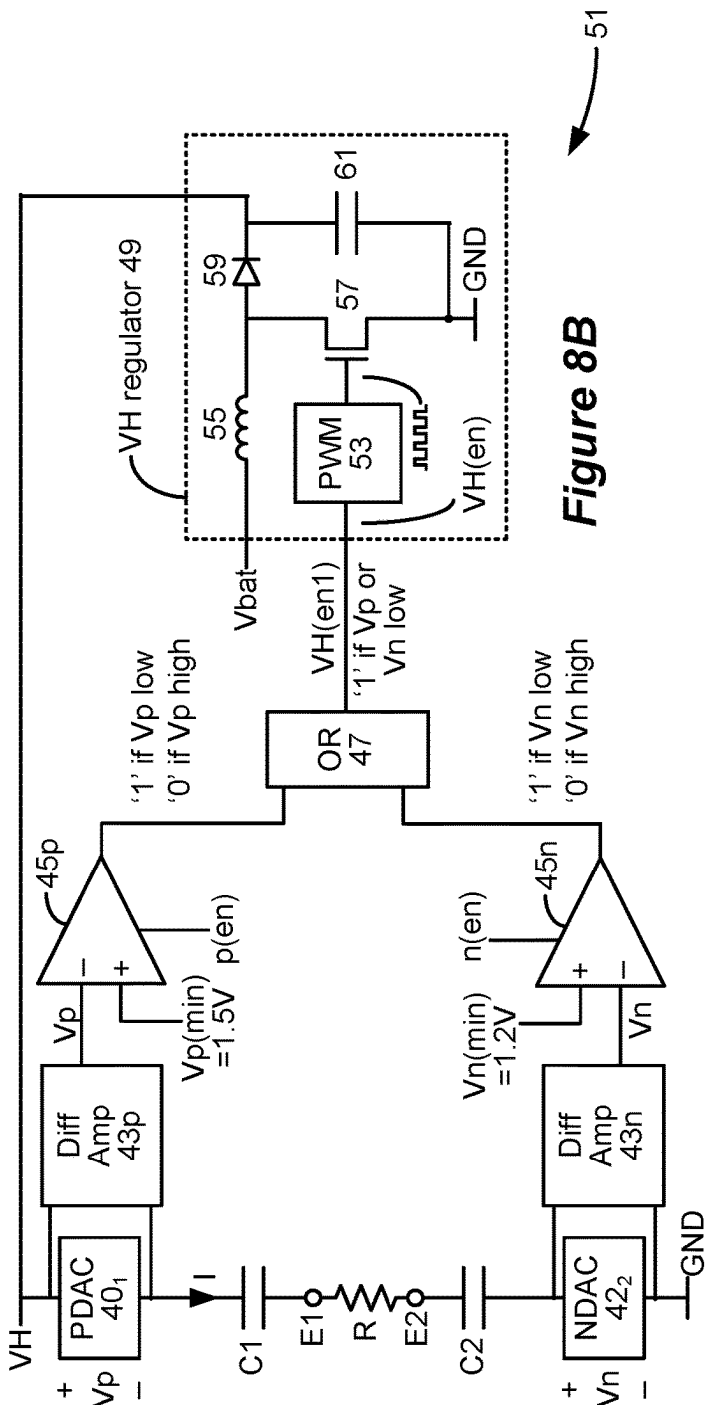 VH
+
Vp
–
PDAC
40₁
Diff
Amp
43p
Vp
Vp(min)
=1.5V
–
+
45p
p(en)
'1' if Vp low
'0' if Vp high
I
C1
E1
R
E2
C2
OR
47
VH(en1)
'1' if Vp or
Vn low
Vbat
VH regulator 49
55
59
PWM
53
57
61
VH(en)
GND
+
Vn
–
NDAC
42₂
GND
Diff
Amp
43n
Vn(min)
=1.2V
Vn
+
–
n(en)
45n
'1' if Vn low
'0' if Vn high
Figure 8B
51